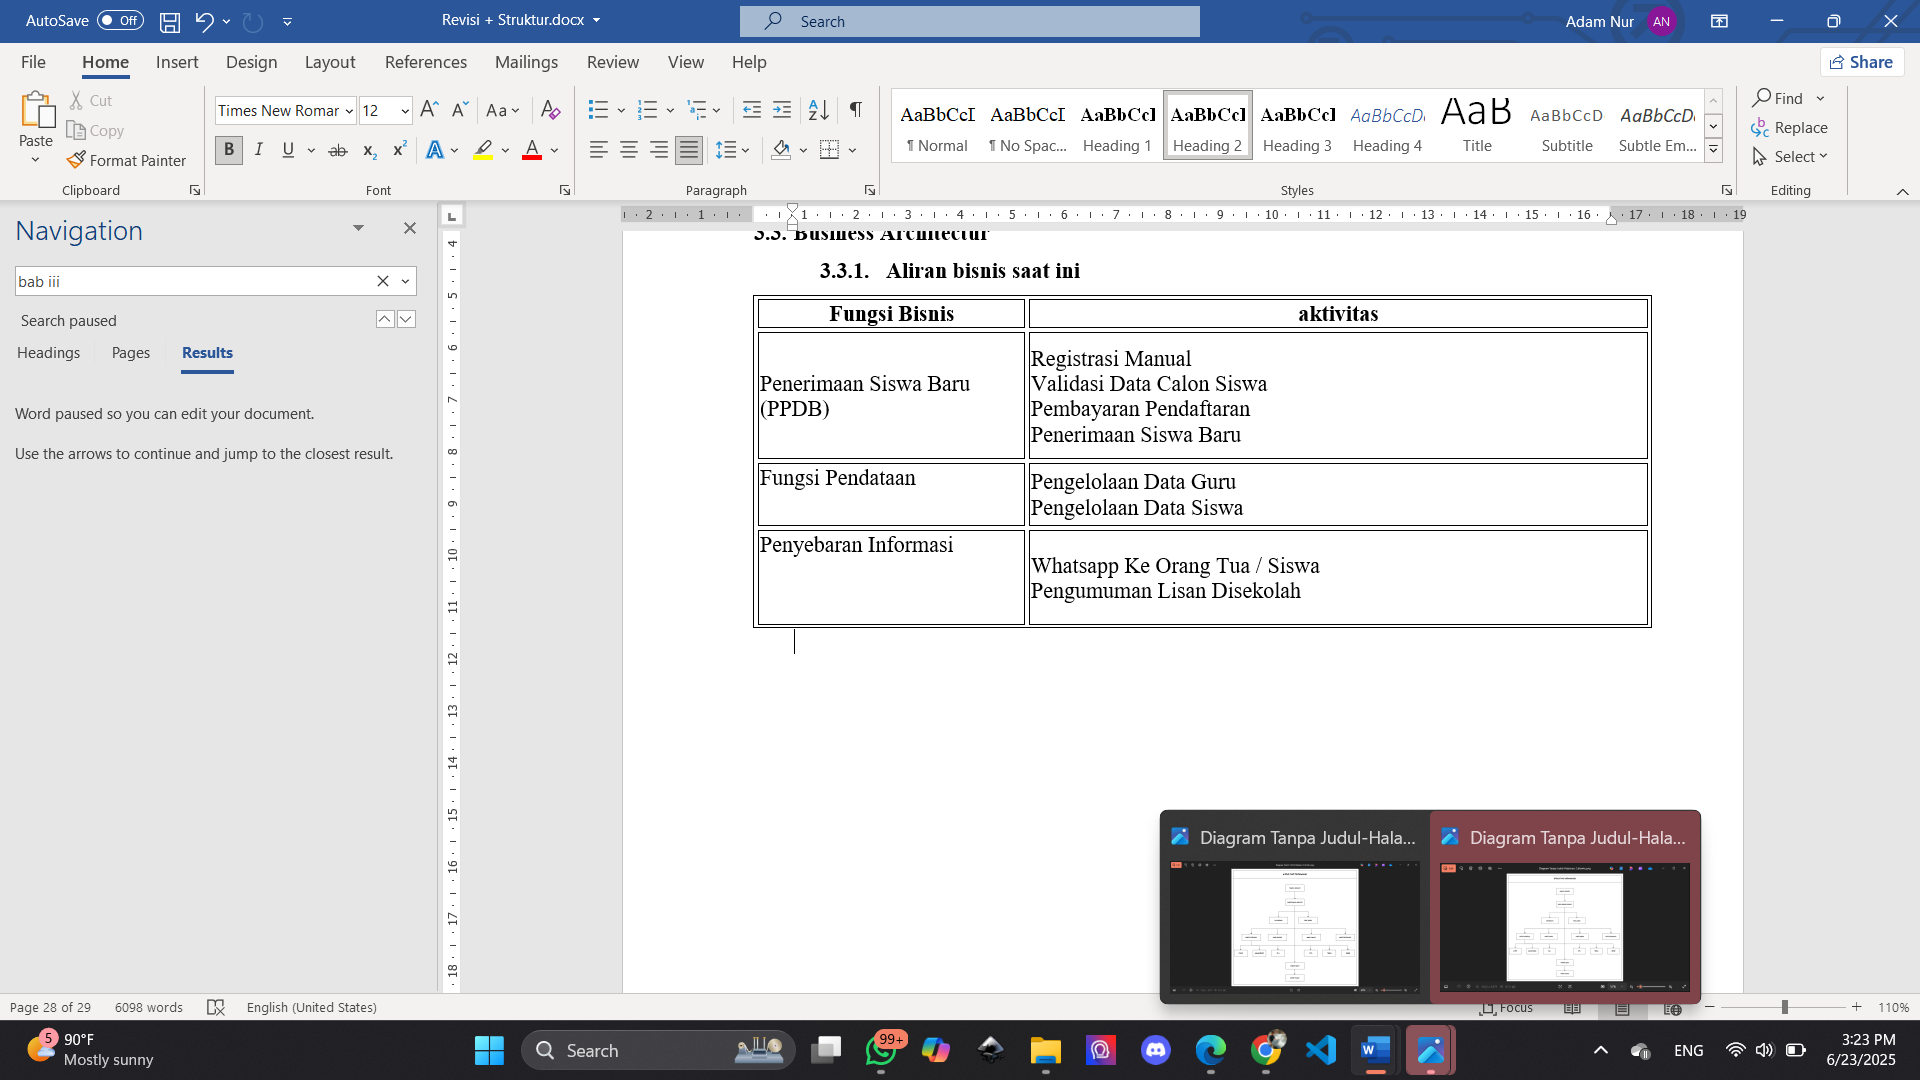 AutoSave Off
Revisi + Struktur.docx
Search
Adam Nur AN
File Home Insert Design Layout References Mailings Review View Help
Share
Paste
Cut
Copy
Format Painter
Clipboard
Times New Roman 12
Font
Paragraph
AaBbCcI AaBbCcI AaBbCcI AaBbCcI AaBbCcI AaBbCcDı AaB AaBbCcD AaBbCcDı
¶ Normal ¶ No Spac... Heading 1 Heading 2 Heading 3 Heading 4 Title Subtitle Subtle Em...
Styles
Find
Replace
Select
Editing
Navigation
bab iii
Search paused
Headings Pages Results
Word paused so you can edit your document.
Use the arrows to continue and jump to the closest result.
3.3. Business Architectur
3.3.1. Aliran bisnis saat ini
Fungsi Bisnis aktivitas
Penerimaan Siswa Baru
(PPDB)
Registrasi Manual
Validasi Data Calon Siswa
Pembayaran Pendaftaran
Penerimaan Siswa Baru
Fungsi Pendataan
Pengelolaan Data Guru
Pengelolaan Data Siswa
Penyebaran Informasi
Whatsapp Ke Orang Tua / Siswa
Pengumuman Lisan Disekolah
Diagram Tanpa Judul-Hala...
Diagram Tanpa Judul-Hala...
Page 28 of 29 6098 words English (United States)
Focus
110%
5
90°F
Mostly sunny
Search
99+
ENG
3:23 PM
6/23/2025